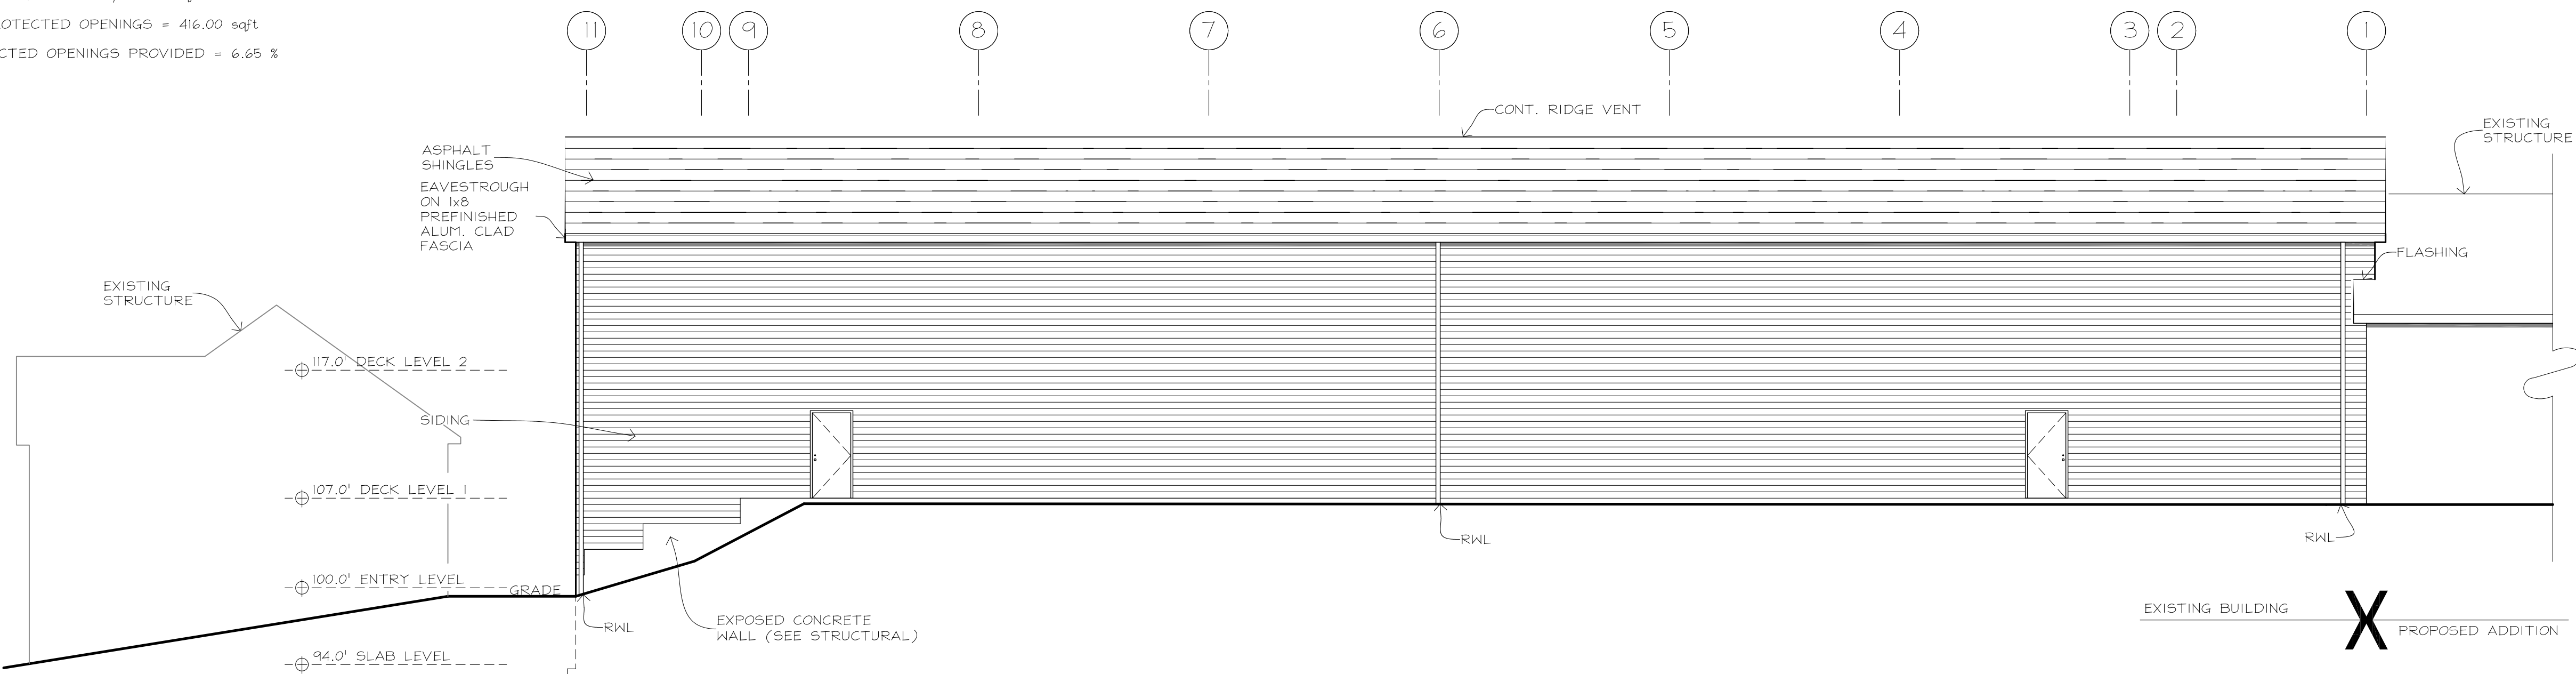 ROTECTED OPENINGS = 416.00 sqft
CTED OPENINGS PROVIDED = 6.65 %
11 10 9 8 7 6 5 4 3 2 1
CONT. RIDGE VENT
EXISTING
STRUCTURE
ASPHALT
SHINGLES
EAVESTROUGH
ON 1x8
PREFINISHED
ALUM. CLAD
FASCIA
FLASHING
EXISTING
STRUCTURE
117.0' DECK LEVEL 2
SIDING
107.0' DECK LEVEL 1
RWL
RWL
100.0' ENTRY LEVEL
GRADE
EXISTING BUILDING
X
PROPOSED ADDITION
RWL
EXPOSED CONCRETE
WALL (SEE STRUCTURAL)
94.0' SLAB LEVEL